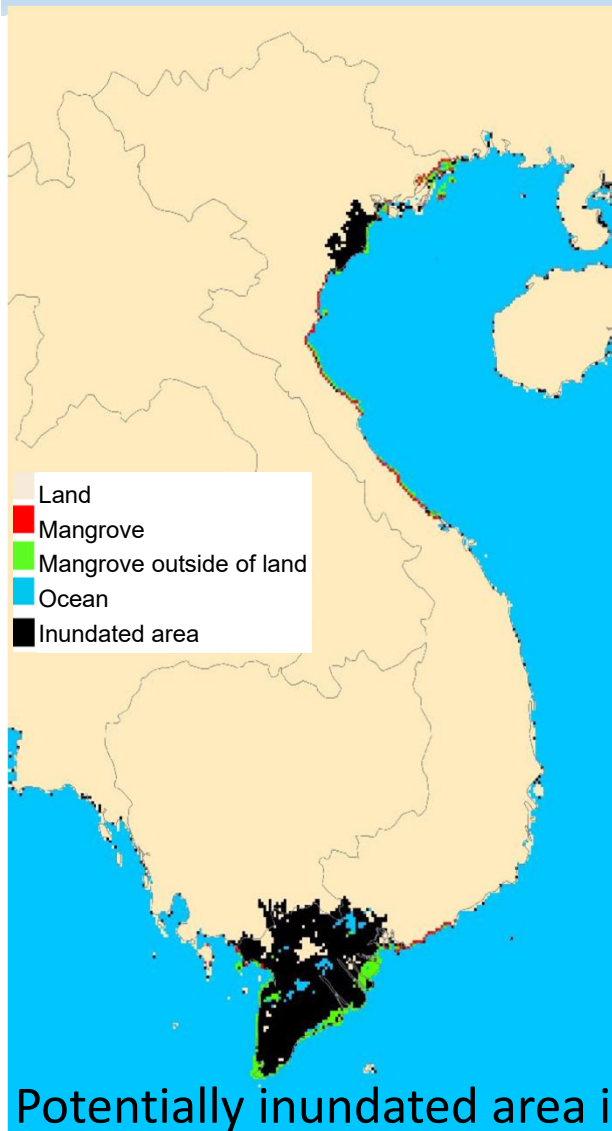 Land
Mangrove
Mangrove outside of land
Ocean
Inundated area
Potentially inundated area i